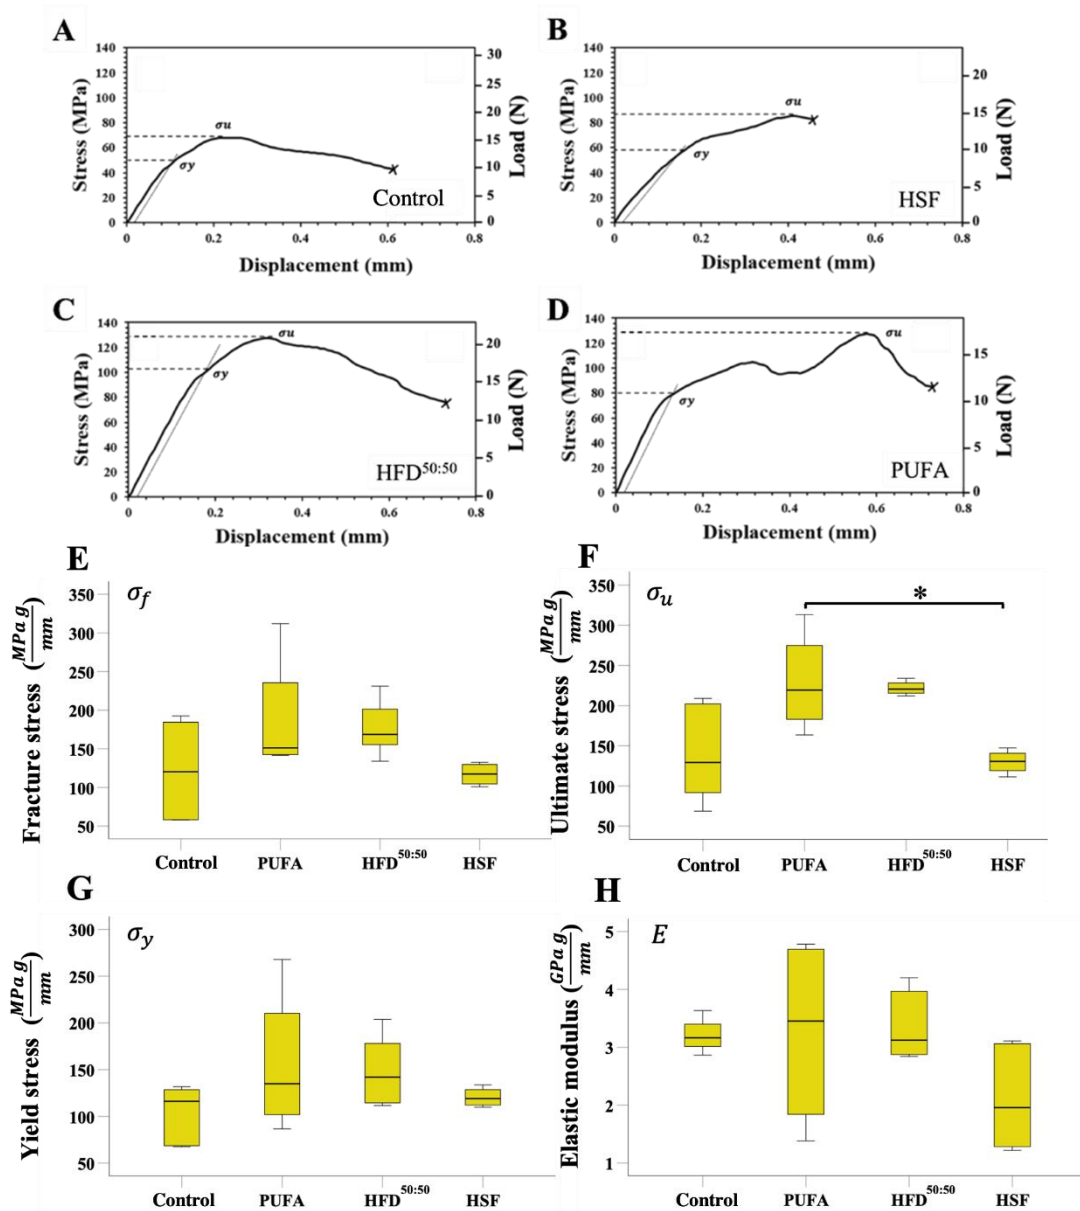 A
140
120
100
80
60
40
20
0
Stress (MPa)
σu
σy
30
25
20
15
10
5
0
Load (N)
Control
0 0.2 0.4 0.6 0.8
Displacement (mm)
B
140
120
100
80
60
40
20
0
Stress (MPa)
σu
σy
20
15
10
5
0
Load (N)
HSF
0 0.2 0.4 0.6 0.8
Displacement (mm)
C
140
120
100
80
60
40
20
0
Stress (MPa)
σu
σy
20
15
10
5
0
Load (N)
HFD50:50
0 0.2 0.4 0.6 0.8
Displacement (mm)
D
140
120
100
80
60
40
20
0
Stress (MPa)
σu
σy
15
10
5
0
Load (N)
PUFA
0 0.2 0.4 0.6 0.8
Displacement (mm)
E
σf
350
300
250
200
150
100
50
Fracture stress (MPa g/mm)
Control PUFA HFD50:50 HSF
F
σu
*
350
300
250
200
150
100
50
Ultimate stress (MPa g/mm)
Control PUFA HFD50:50 HSF
G
σy
300
250
200
150
100
50
Yield stress (MPa g/mm)
Control PUFA HFD50:50 HSF
H
E
5
4
3
2
1
Elastic modulus (GPa g/mm)
Control PUFA HFD50:50 HSF